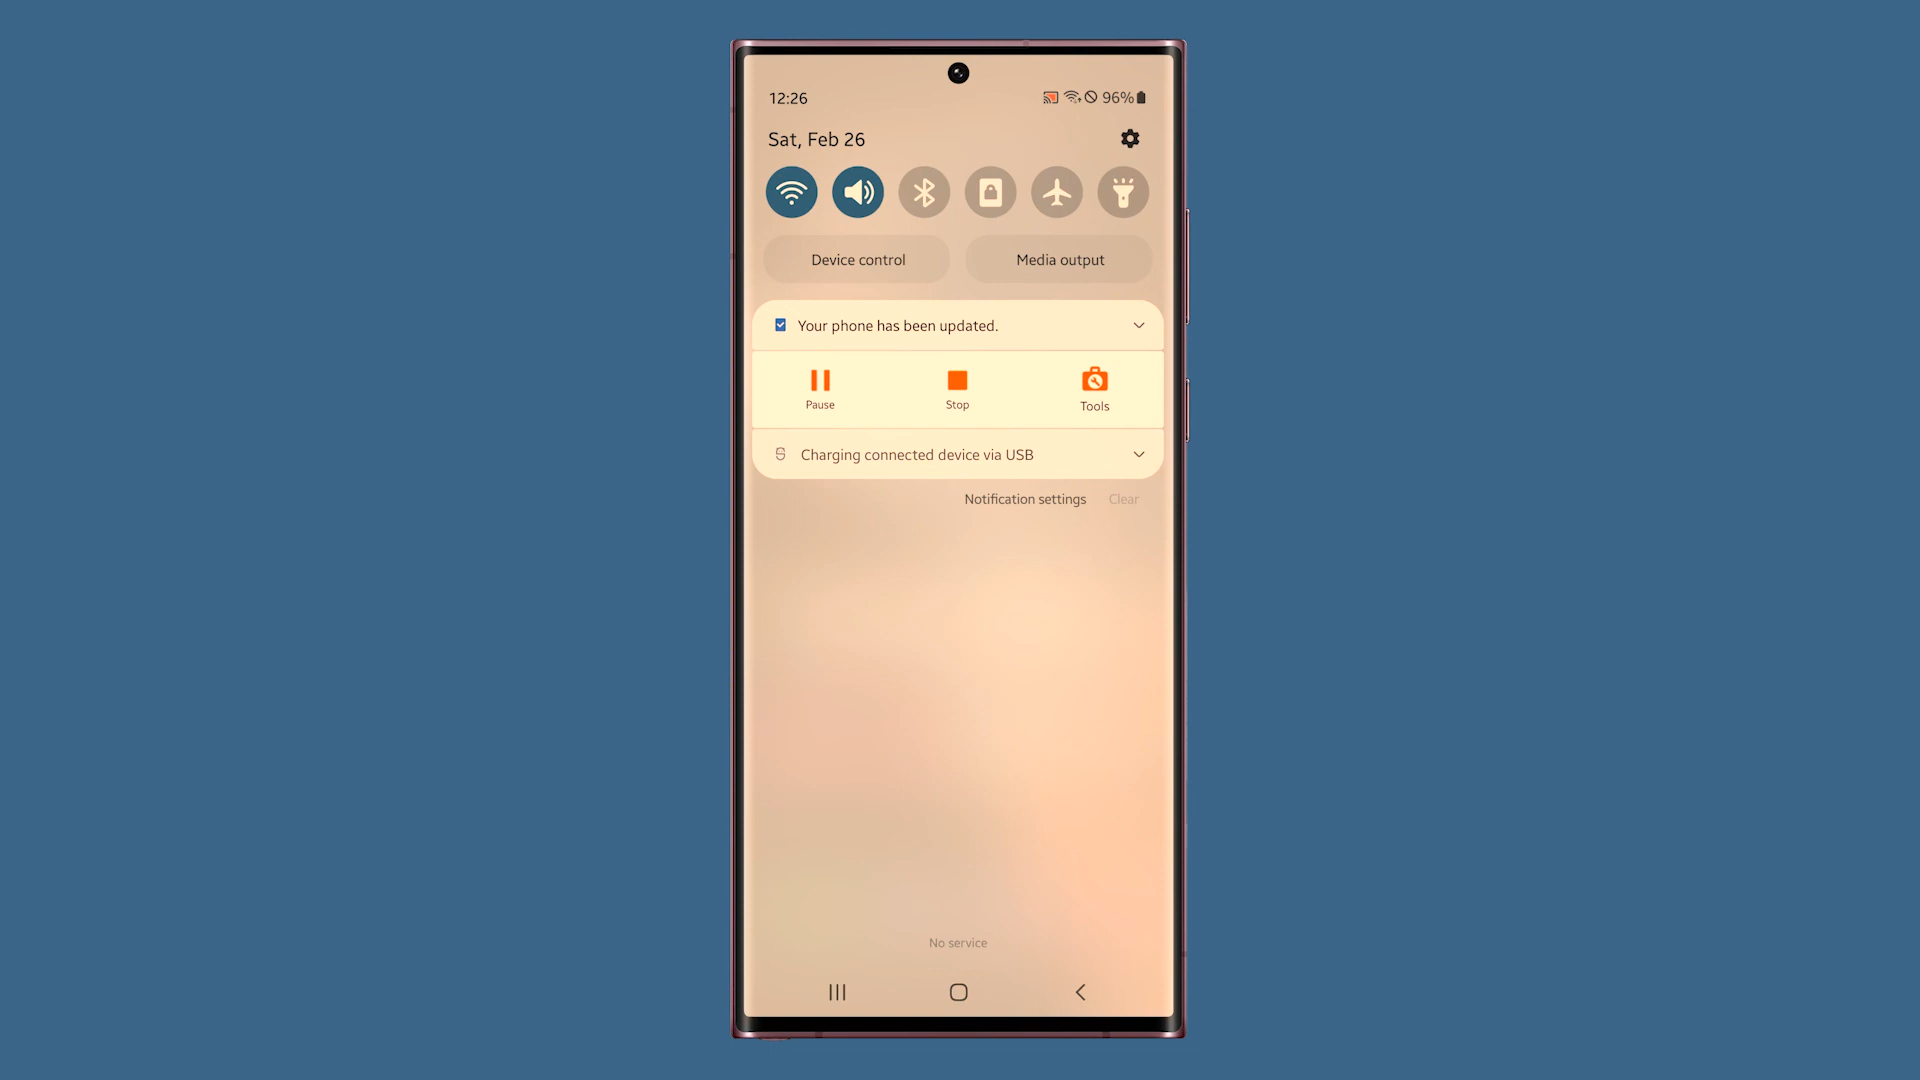 12:26 96%
Sat, Feb 26
Device control Media output
Your phone has been updated.
Pause Stop Tools
Charging connected device via USB
Notification settings Clear
No service